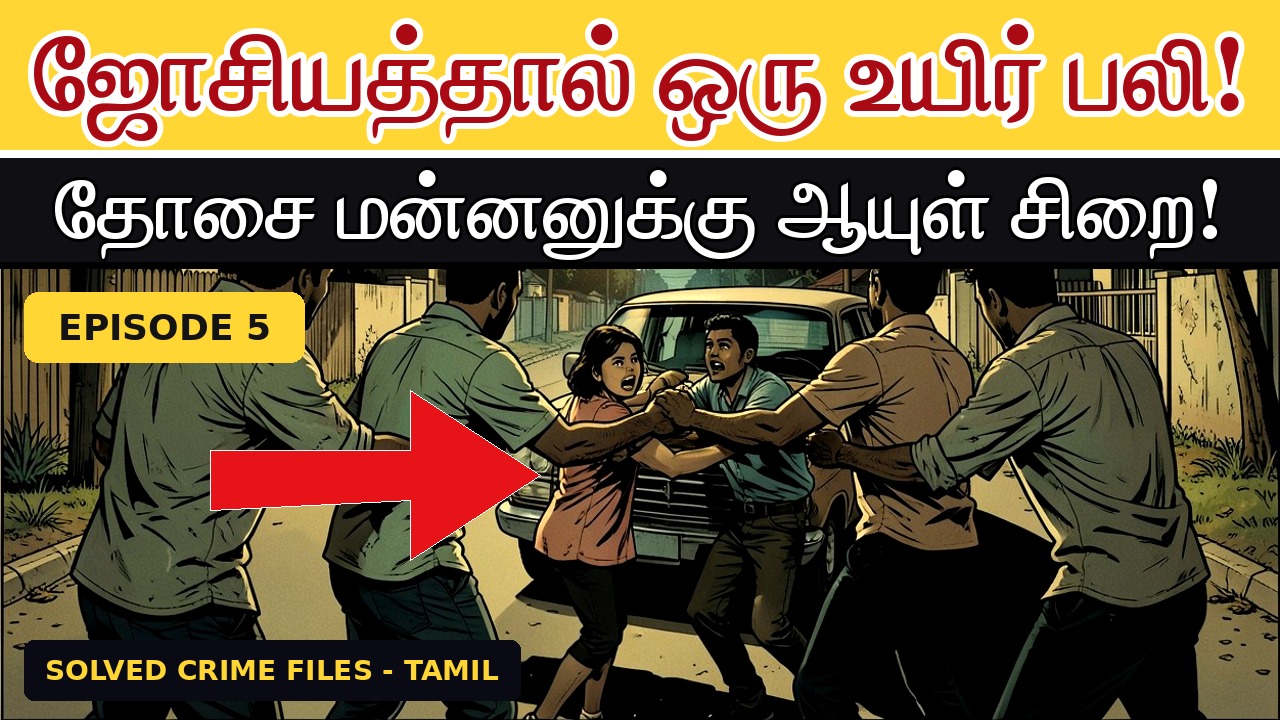 ஜோசியத்தால் ஒரு உயிர் பலி!
தோசை மன்னனுக்கு ஆயுள் சிறை!
EPISODE 5
SOLVED CRIME FILES - TAMIL